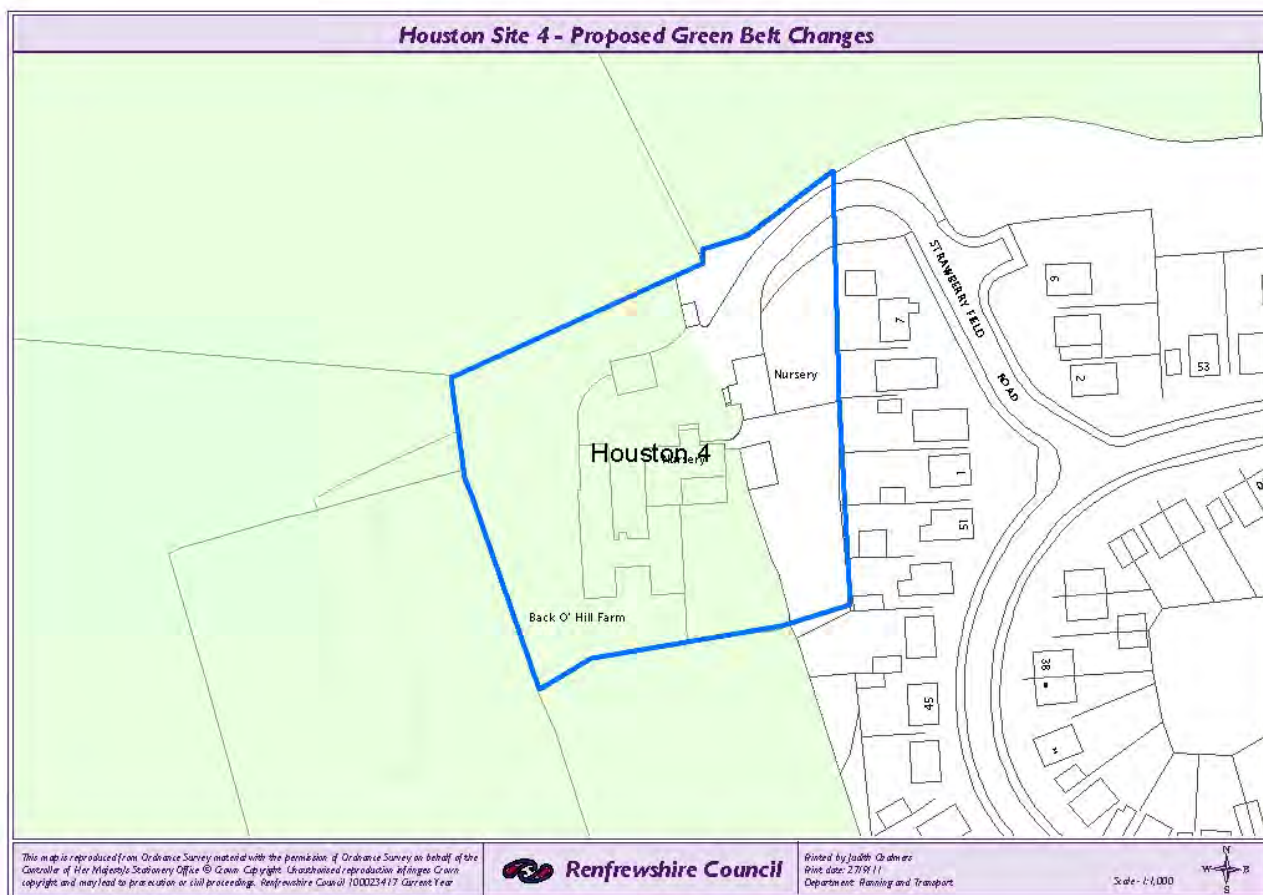 Houston Site 4 - Proposed Green Belt Changes
STRAWBERRY FIELD
ROAD
6
7
Nursery
2
53
Houston 4
Nursery
1
51
Back O' Hill Farm
38
45
This map is reproduced from Ordnance Survey material with the permission of Ordnance Survey on behalf of the
Controller of Her Majesty's Stationery Office © Crown Copyright. Unauthorised reproduction infringes Crown
copyright and may lead to prosecution or civil proceedings. Renfrewshire Council 100023417 Current Year
Renfrewshire Council
Printed by Judith Chalmers
Print date: 27/9/11
Department: Planning and Transport
N
W
E
S
Scale - 1:1,000